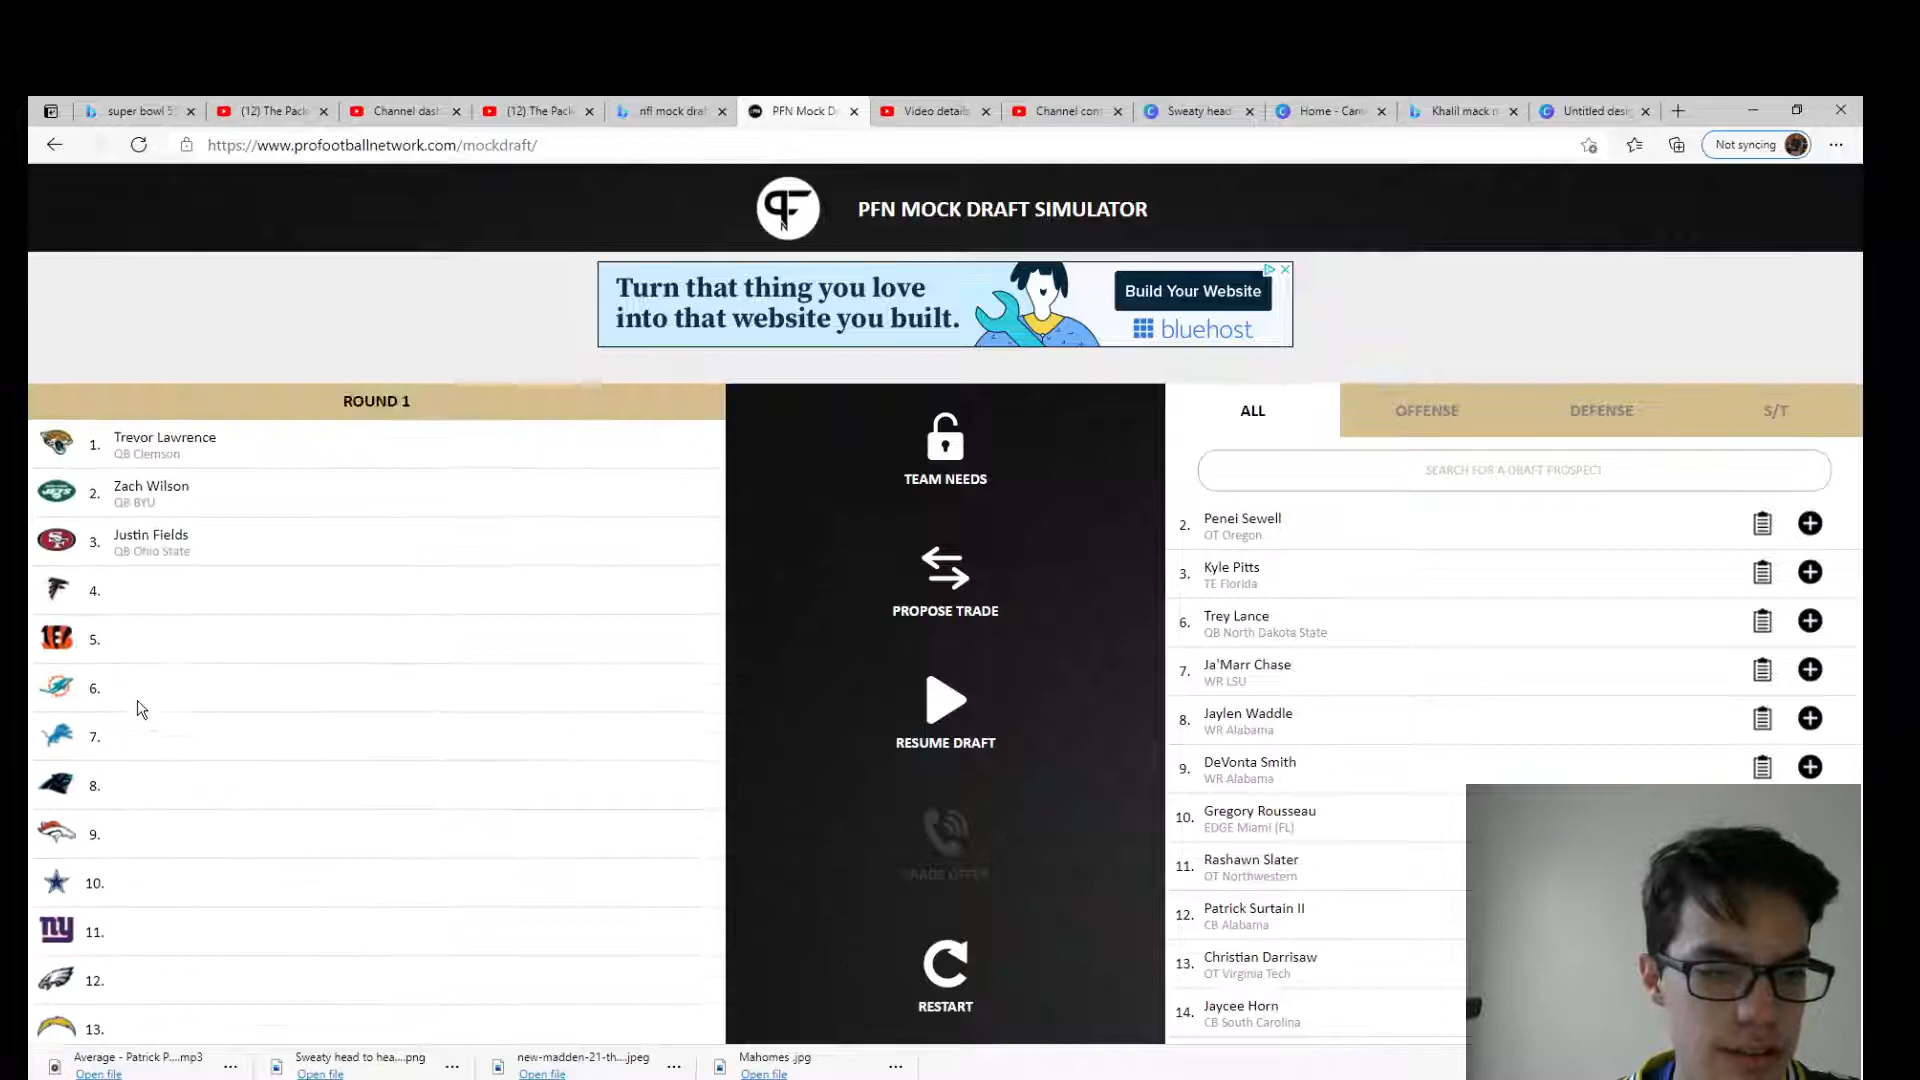 super bowl 5
(12) The Pack
Channel dash
(12) The Pack
nfl mock draf
PFN Mock D
Video details
Channel con
Sweaty head
Home - Can
Khalil mack n
Untitled desi
https://www.profootballnetwork.com/mockdraft/
Not syncing
PFN MOCK DRAFT SIMULATOR
Turn that thing you love
into that website you built.
Build Your Website
bluehost
ROUND 1
1. Trevor Lawrence
QB Clemson
2. Zach Wilson
QB BYU
3. Justin Fields
QB Ohio State
4.
5.
6.
7.
8.
9.
10.
11.
12.
13.
NY
JETS
SF
TEAM NEEDS
PROPOSE TRADE
RESUME DRAFT
TRADE OFFER
RESTART
ALL
OFFENSE
DEFENSE
S/T
SEARCH FOR A DRAFT PROSPECT
2. Penei Sewell
OT Oregon
3. Kyle Pitts
TE Florida
6. Trey Lance
QB North Dakota State
7. Ja'Marr Chase
WR LSU
8. Jaylen Waddle
WR Alabama
9. DeVonta Smith
WR Alabama
10. Gregory Rousseau
EDGE Miami (FL)
11. Rashawn Slater
OT Northwestern
12. Patrick Surtain II
CB Alabama
13. Christian Darrisaw
OT Virginia Tech
14. Jaycee Horn
CB South Carolina
Average - Patrick P....mp3
Open file
Sweaty head to hea....png
Open file
new-madden-21-th....jpeg
Open file
Mahomes .jpg
Open file